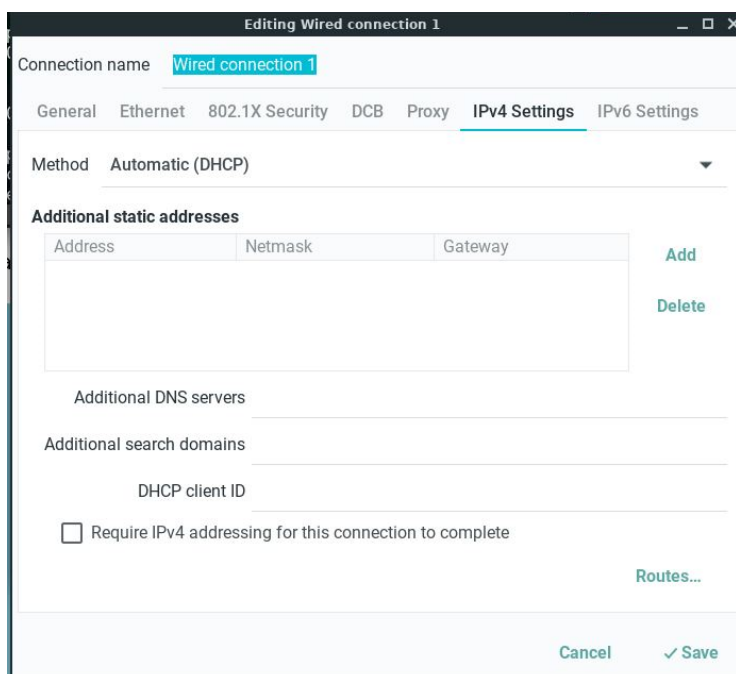 Editing Wired connection 1
Connection name Wired connection 1
General Ethernet 802.1X Security DCB Proxy IPv4 Settings IPv6 Settings
Method Automatic (DHCP)
Additional static addresses
Address Netmask Gateway
Add
Delete
Additional DNS servers
Additional search domains
DHCP client ID
Require IPv4 addressing for this connection to complete
Routes...
Cancel Save